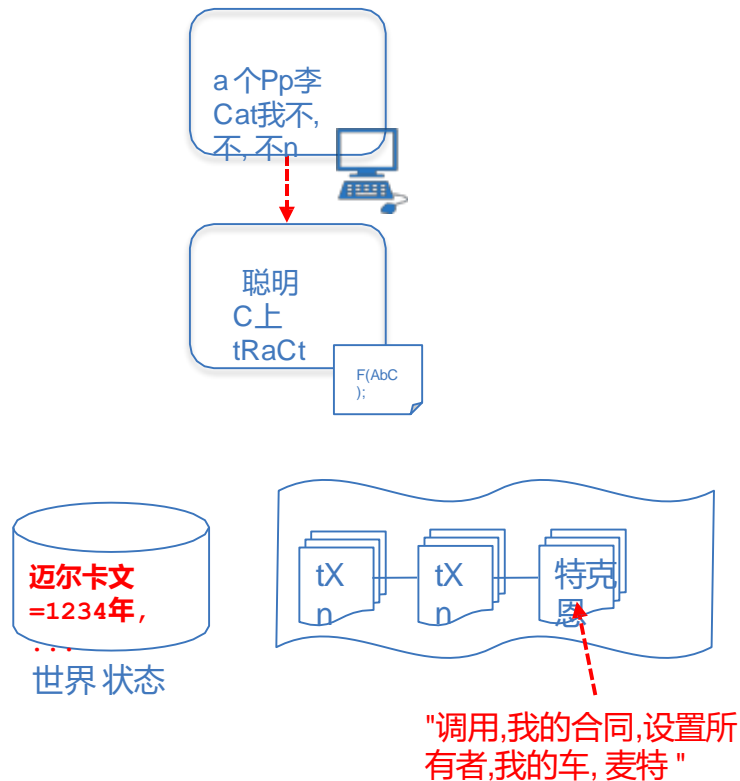 a 个Pp李
Cat我不,
不, 不n
聪明
C上
tRaCt
F(AbC
);
迈尔卡文
=1234年,
...
世界 状态
tX
n
tX
n
特克
恩
"调用,我的合同,设置所
有者,我的车, 麦特 "